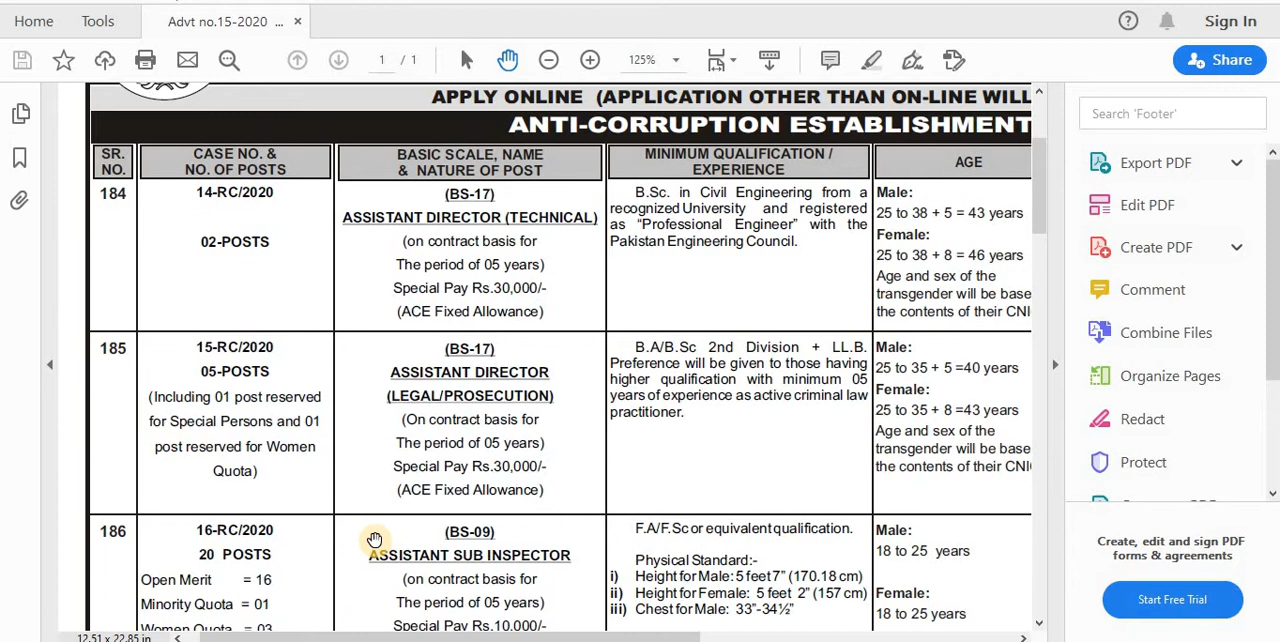 Home
Tools
Advt no.15-2020 ... ×
Sign In
1 / 1
125%
Share
APPLY ONLINE (APPLICATION OTHER THAN ON-LINE WILL
ANTI-CORRUPTION ESTABLISHMENT
SR.
NO.
CASE NO. &
NO. OF POSTS
BASIC SCALE, NAME
& NATURE OF POST
MINIMUM QUALIFICATION /
EXPERIENCE
AGE
184
14-RC/2020
02-POSTS
(BS-17)
ASSISTANT DIRECTOR (TECHNICAL)
(on contract basis for
The period of 05 years)
Special Pay Rs.30,000/-
(ACE Fixed Allowance)
B.Sc. in Civil Engineering from a
recognized University and registered
as “Professional Engineer” with the
Pakistan Engineering Council.
Male:
25 to 38 + 5 = 43 years
Female:
25 to 38 + 8 = 46 years
Age and sex of the
transgender will be base
the contents of their CNI
185
15-RC/2020
05-POSTS
(Including 01 post reserved
for Special Persons and 01
post reserved for Women
Quota)
(BS-17)
ASSISTANT DIRECTOR
(LEGAL/PROSECUTION)
(On contract basis for
The period of 05 years)
Special Pay Rs.30,000/-
(ACE Fixed Allowance)
B.A/B.Sc 2nd Division + LL.B.
Preference will be given to those having
higher qualification with minimum 05
years of experience as active criminal law
practitioner.
Male:
25 to 35 + 5 =40 years
Female:
25 to 35 + 8 =43 years
Age and sex of the
transgender will be base
the contents of their CNI
186
16-RC/2020
20 POSTS
Open Merit = 16
Minority Quota = 01
Women Quota = 03
(BS-09)
ASSISTANT SUB INSPECTOR
(on contract basis for
The period of 05 years)
Special Pay Rs.10,000/-
F.A/F.Sc or equivalent qualification.
Physical Standard:-
i) Height for Male: 5 feet 7” (170.18 cm)
ii) Height for Female: 5 feet 2” (157 cm)
iii) Chest for Male: 33”-34½”
Male:
18 to 25 years
Female:
18 to 25 years
12.51 x 22.85 in
Search 'Footer'
Export PDF
Edit PDF
Create PDF
Comment
Combine Files
Organize Pages
Redact
Protect
Create, edit and sign PDF
forms & agreements
Start Free Trial